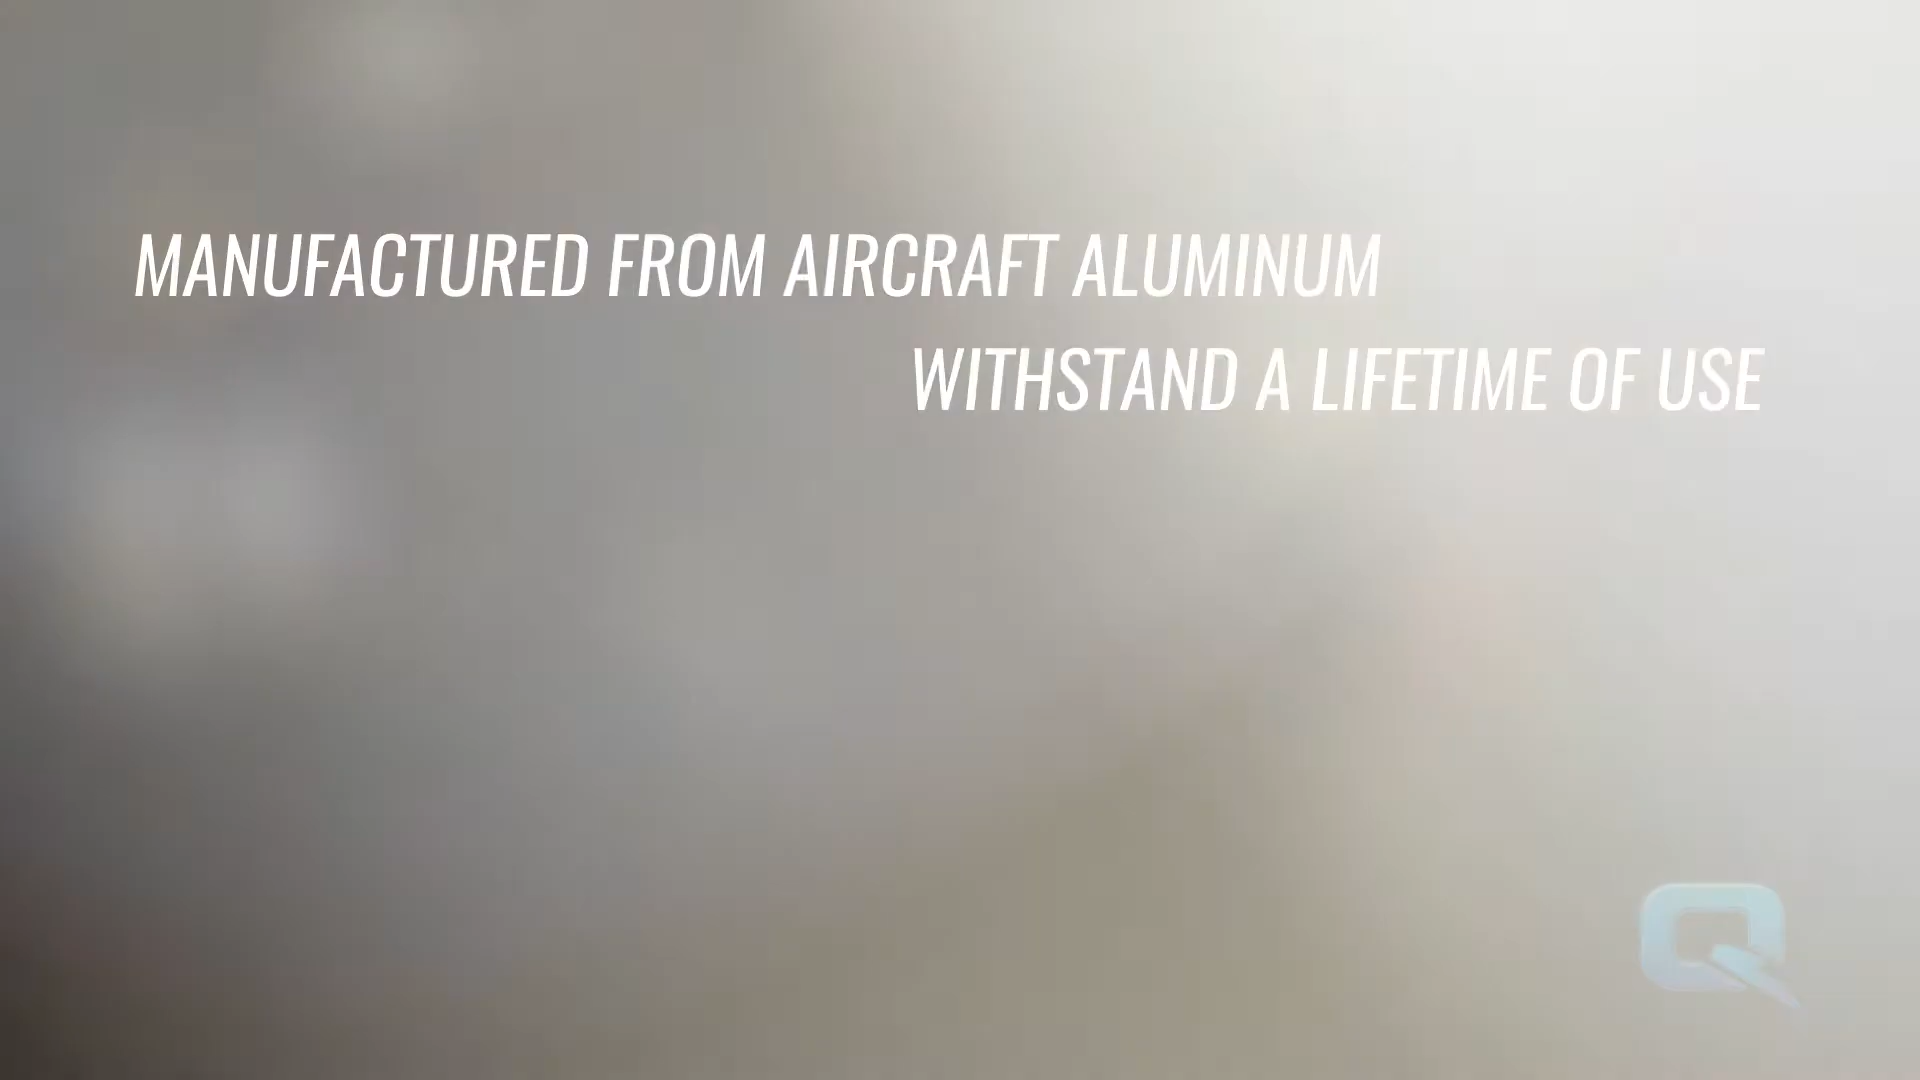 MANUFACTURED FROM AIRCRAFT ALUMINUM
WITHSTAND A LIFETIME OF USE
Q